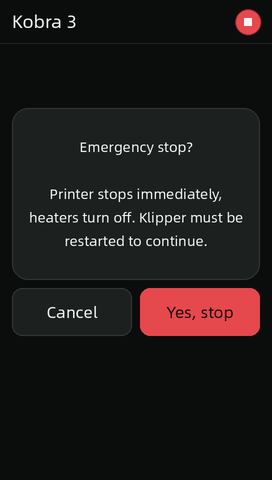 Kobra 3
Emergency stop?
Printer stops immediately,
heaters turn off. Klipper must be
restarted to continue.
Cancel
Yes, stop